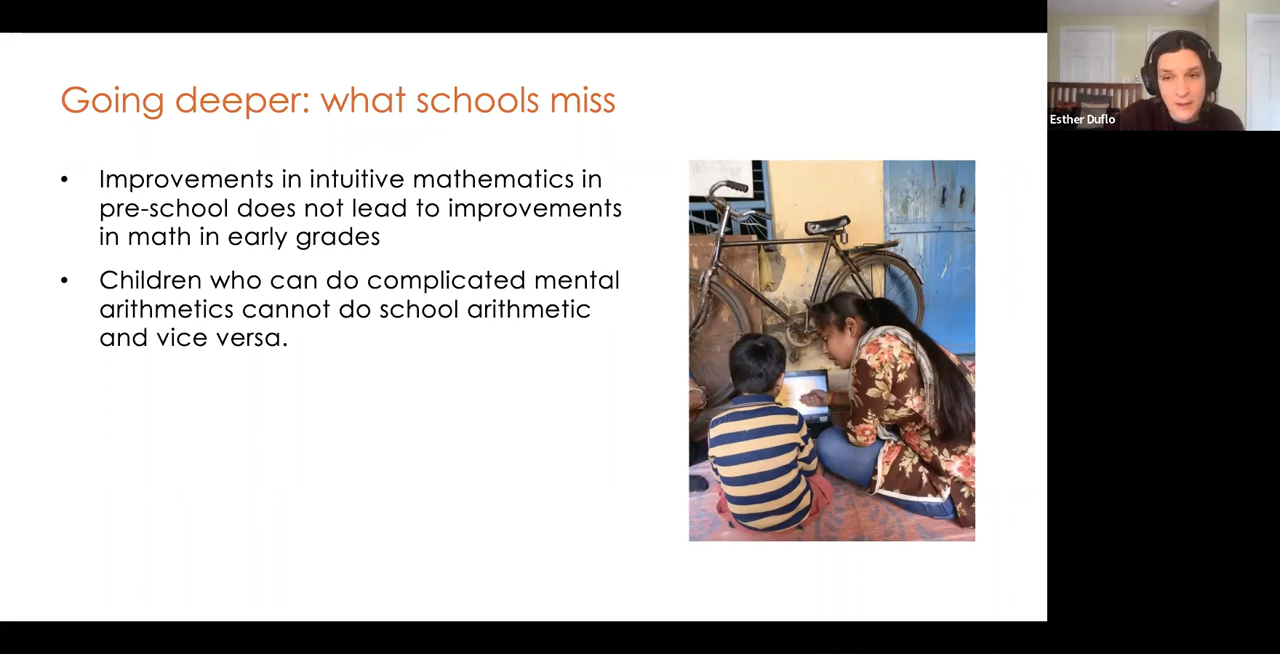 Going deeper: what schools miss
• Improvements in intuitive mathematics in
pre-school does not lead to improvements
in math in early grades
• Children who can do complicated mental
arithmetics cannot do school arithmetic
and vice versa.
Esther Duflo